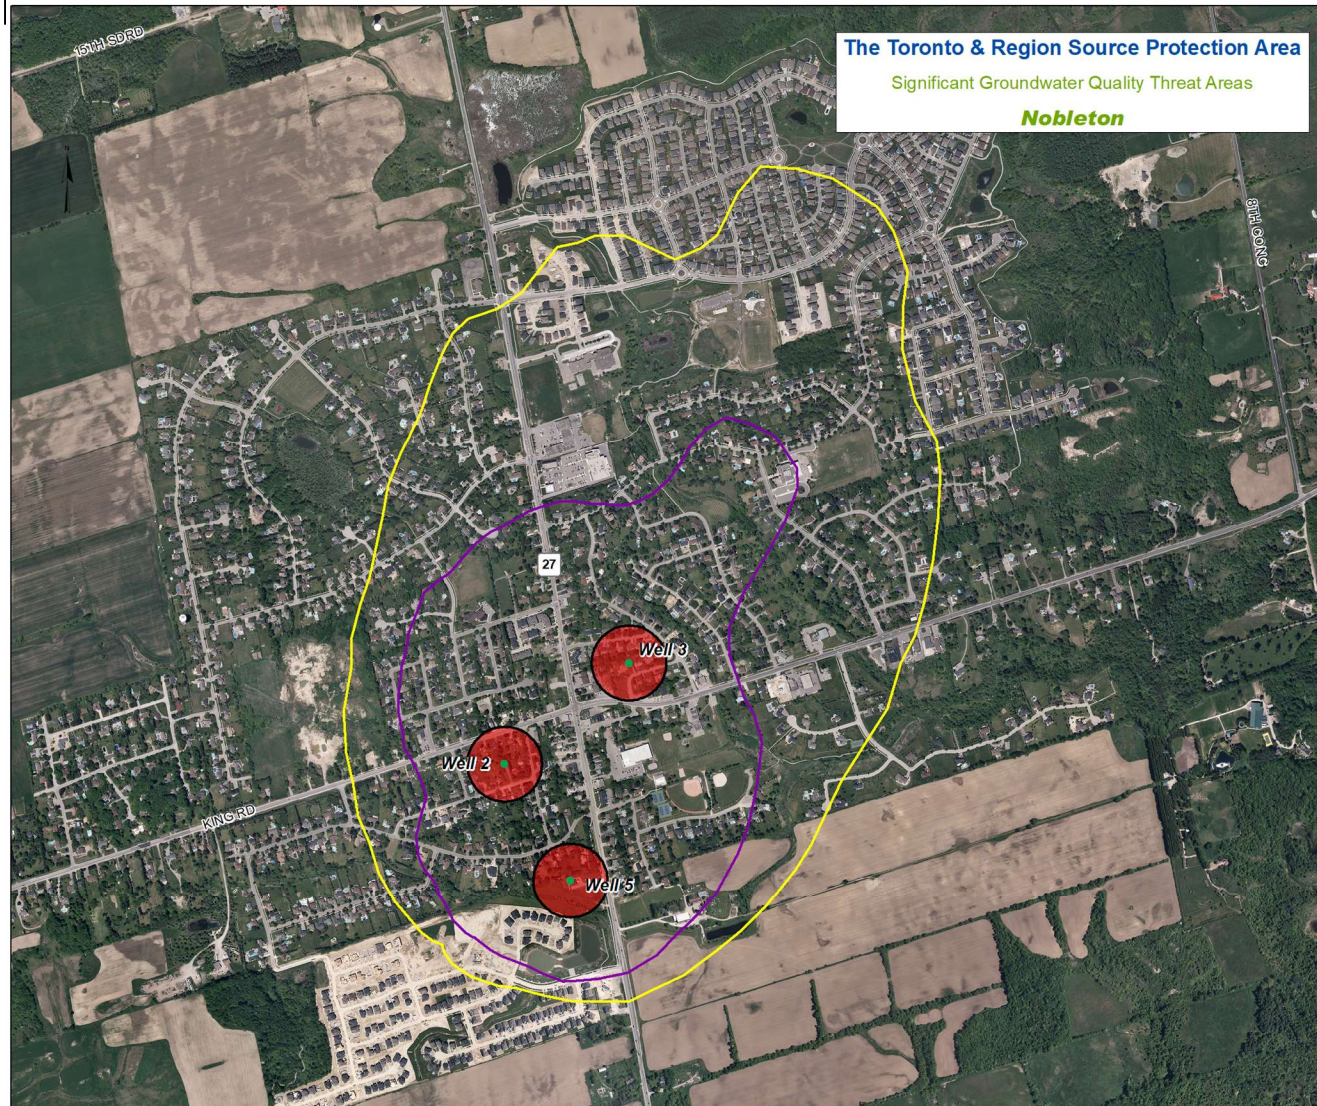 The Toronto & Region Source Protection Area
Significant Groundwater Quality Threat Areas
Nobleton
15TH SDRD
N
8TH CONC
27
Well 3
Well 2
KING RD
Well 5